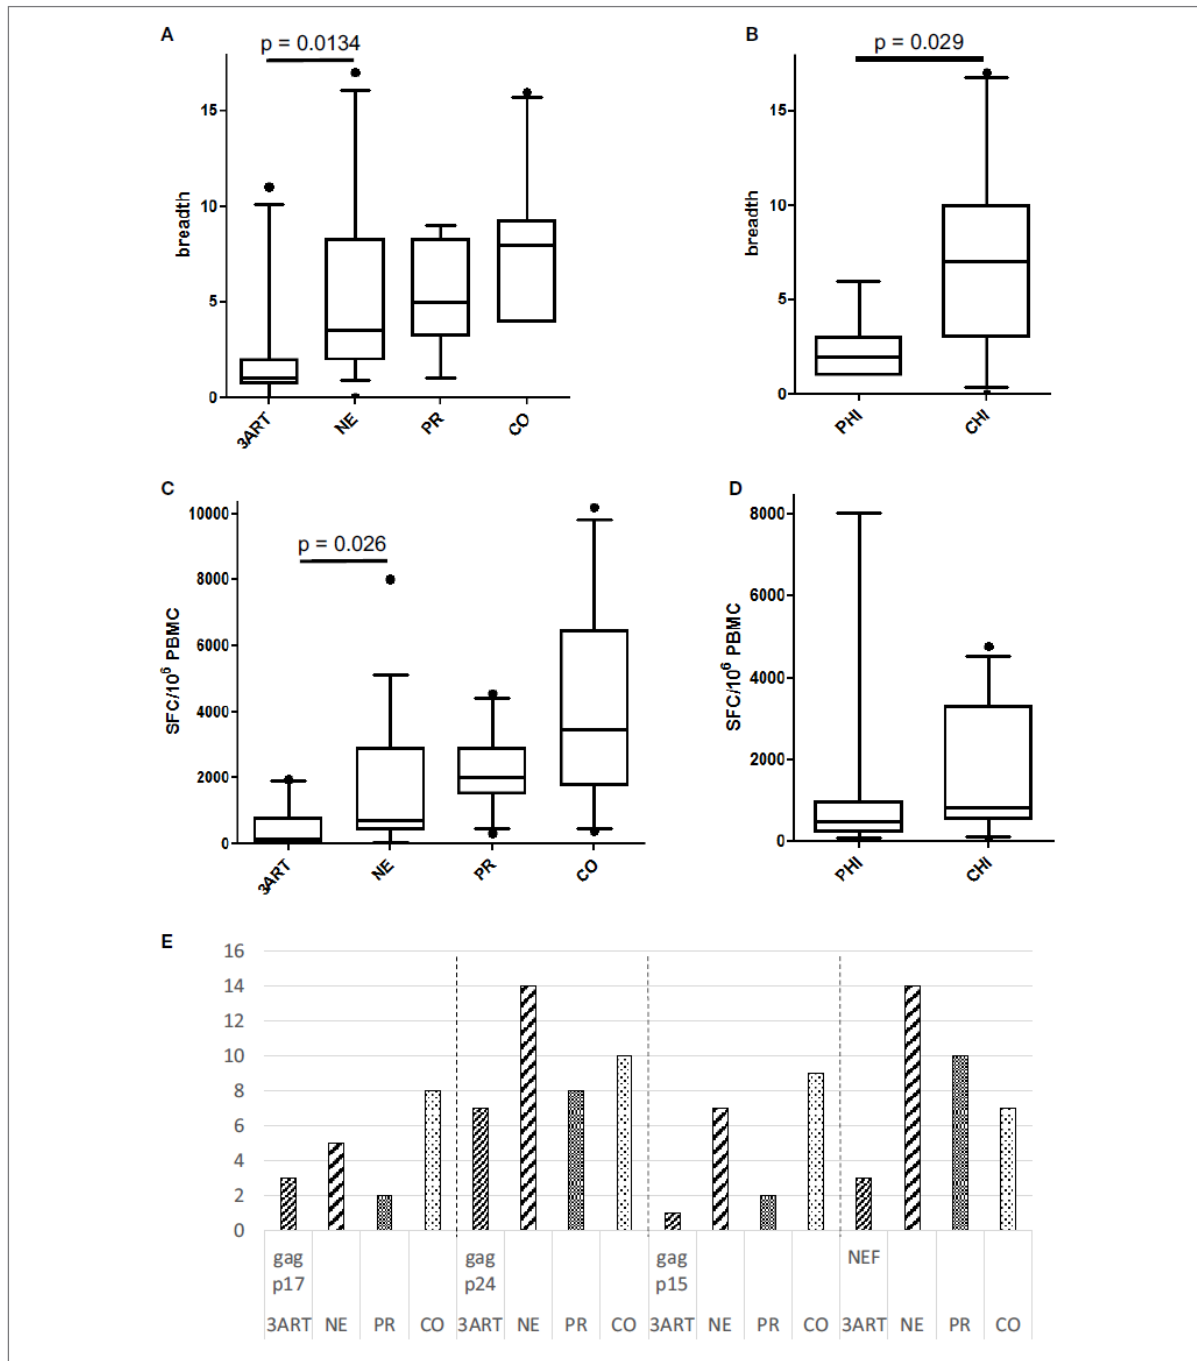 A
p = 0.0134
breadth
15
10
5
0
3ART NE PR CO
B
p = 0.029
breadth
15
10
5
0
PHI CHI
C
p = 0.026
SFC/10⁶ PBMC
10000
8000
6000
4000
2000
0
3ART NE PR CO
D
SFC/10⁶ PBMC
8000
6000
4000
2000
0
PHI CHI
E
16
14
12
10
8
6
4
2
0
gag p17
gag p24
gag p15
NEF
3ART NE PR CO 3ART NE PR CO 3ART NE PR CO 3ART NE PR CO